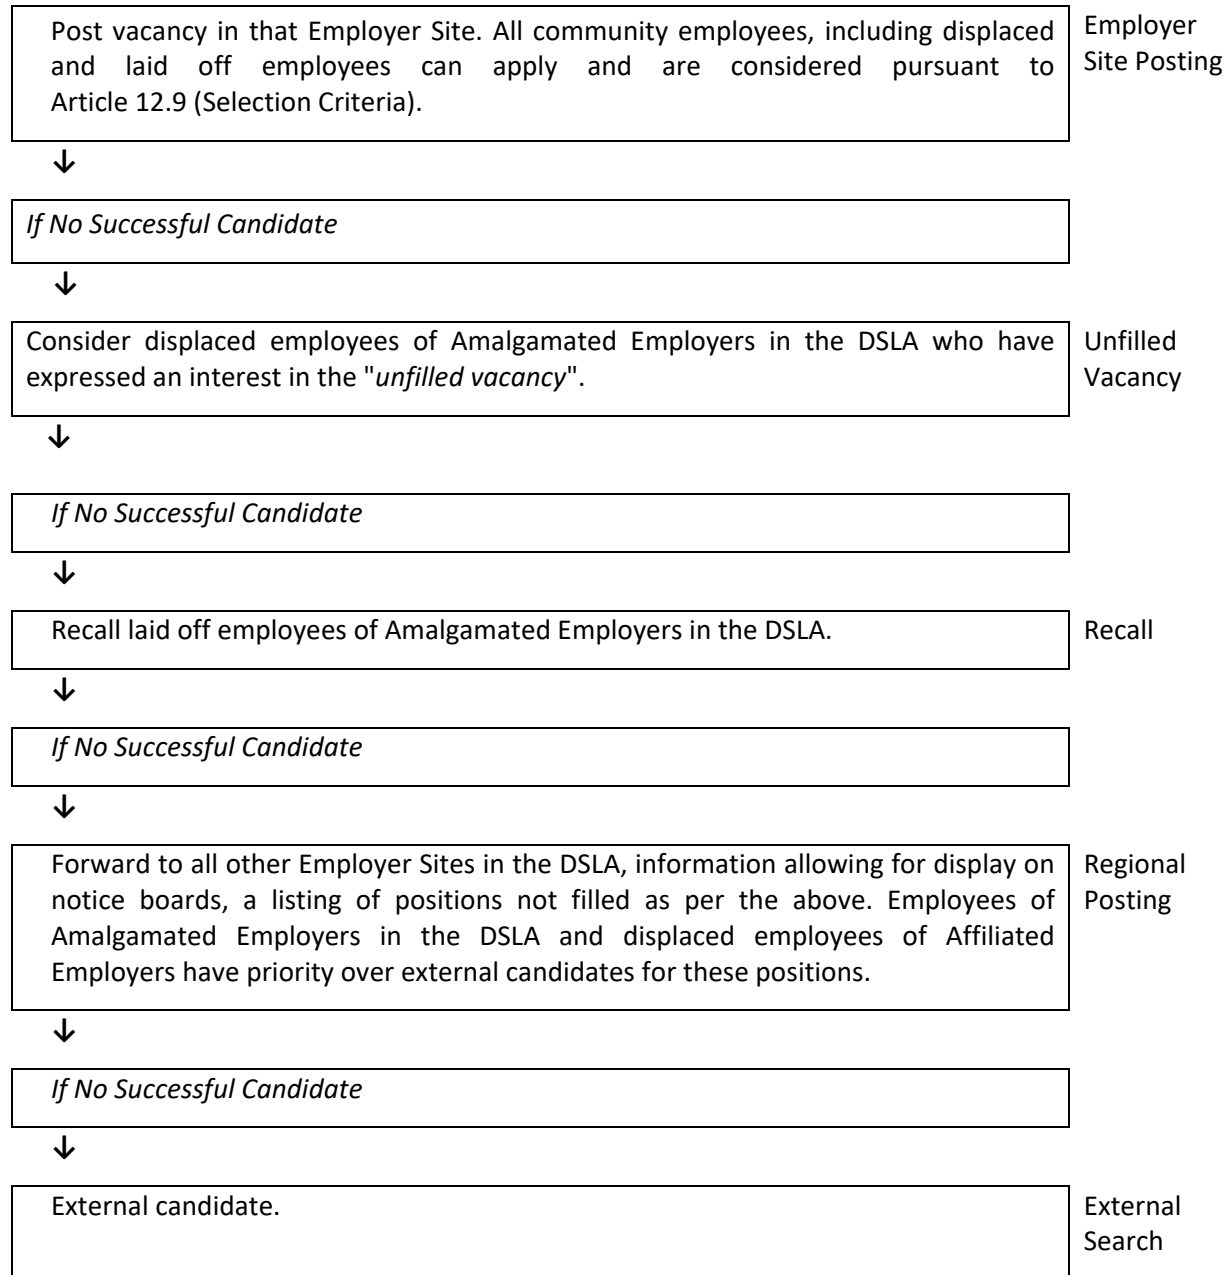 Post vacancy in that Employer Site. All community employees, including displaced
and laid off employees can apply and are considered pursuant to
Article 12.9 (Selection Criteria).
Employer
Site Posting
↓
If No Successful Candidate
↓
Consider displaced employees of Amalgamated Employers in the DSLA who have
expressed an interest in the "unfilled vacancy".
Unfilled
Vacancy
↓
If No Successful Candidate
↓
Recall laid off employees of Amalgamated Employers in the DSLA.
Recall
↓
If No Successful Candidate
↓
Forward to all other Employer Sites in the DSLA, information allowing for display on
notice boards, a listing of positions not filled as per the above. Employees of
Amalgamated Employers in the DSLA and displaced employees of Affiliated
Employers have priority over external candidates for these positions.
Regional
Posting
↓
If No Successful Candidate
↓
External candidate.
External
Search